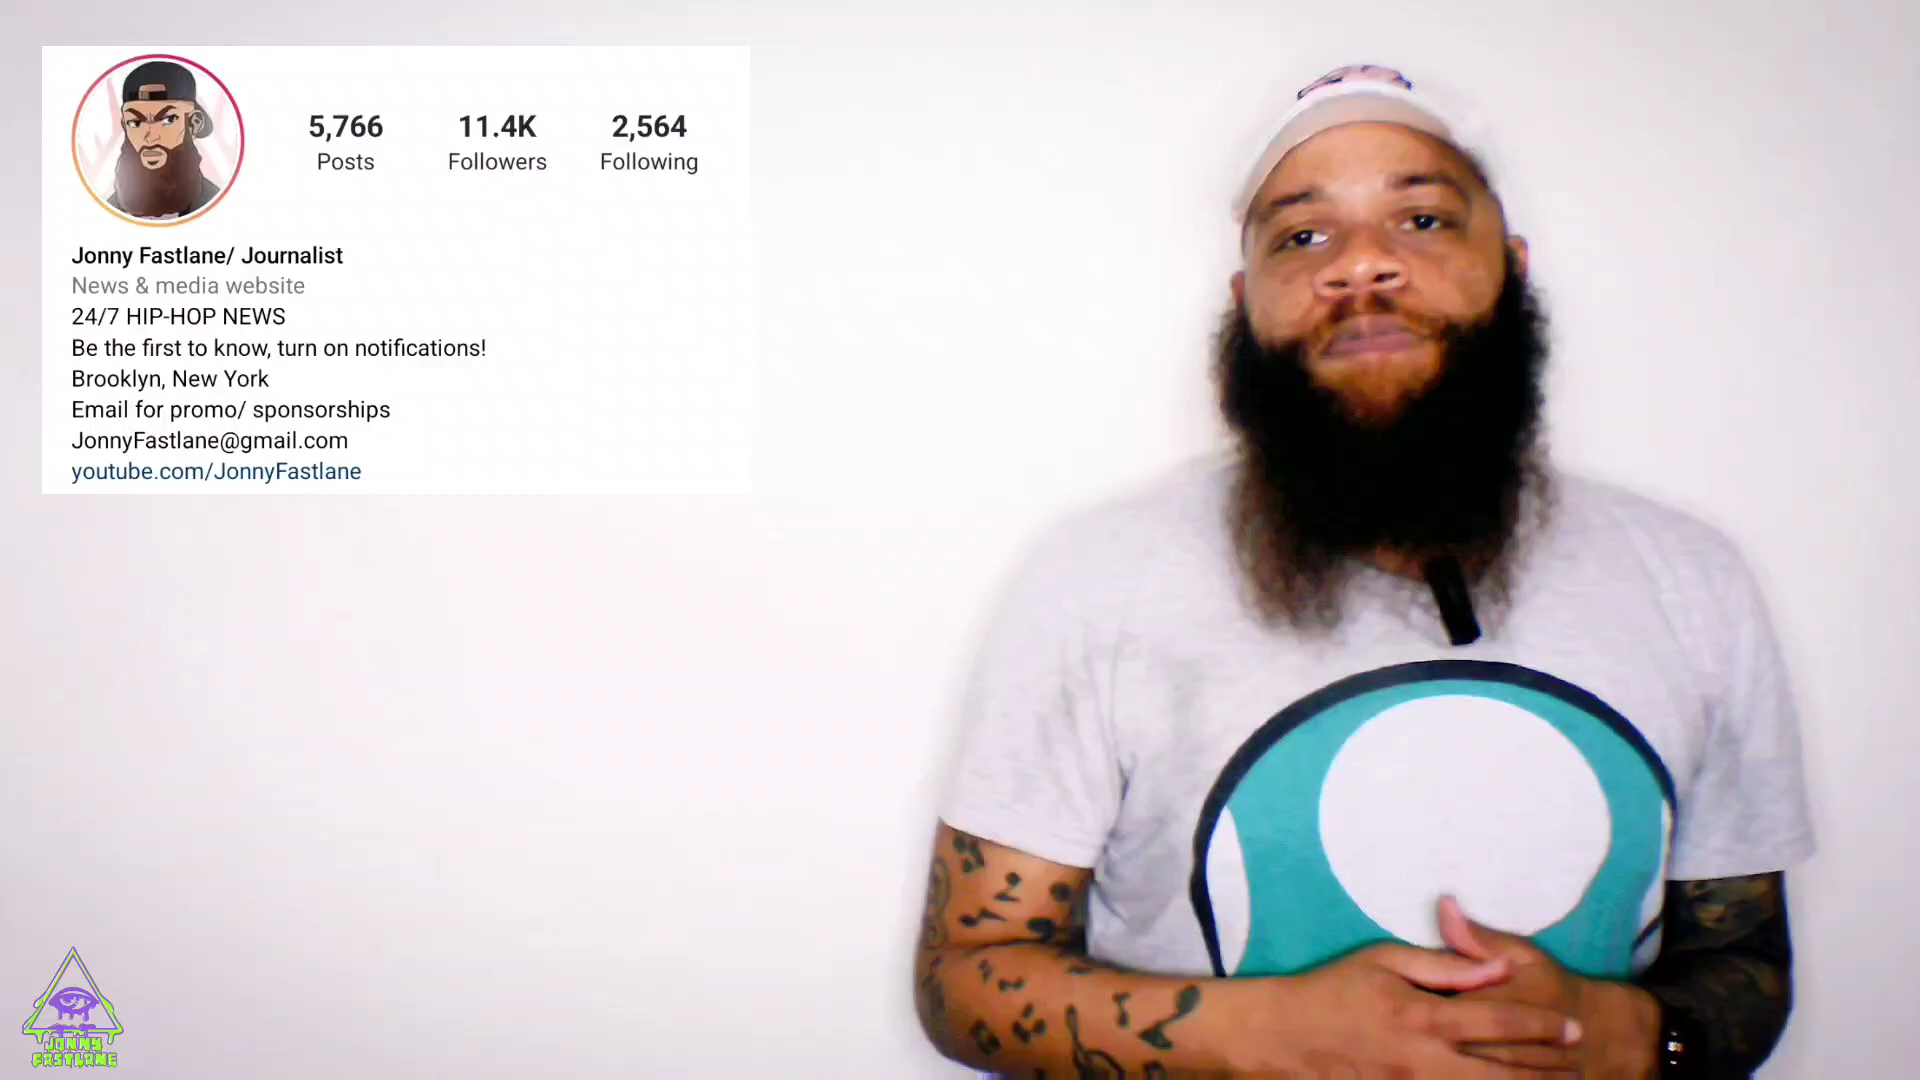 5,766 11.4K 2,564
Posts Followers Following
Jonny Fastlane/ Journalist
News & media website
24/7 HIP-HOP NEWS
Be the first to know, turn on notifications!
Brooklyn, New York
Email for promo/ sponsorships
JonnyFastlane@gmail.com
youtube.com/JonnyFastlane
JONNY
FASTLANE